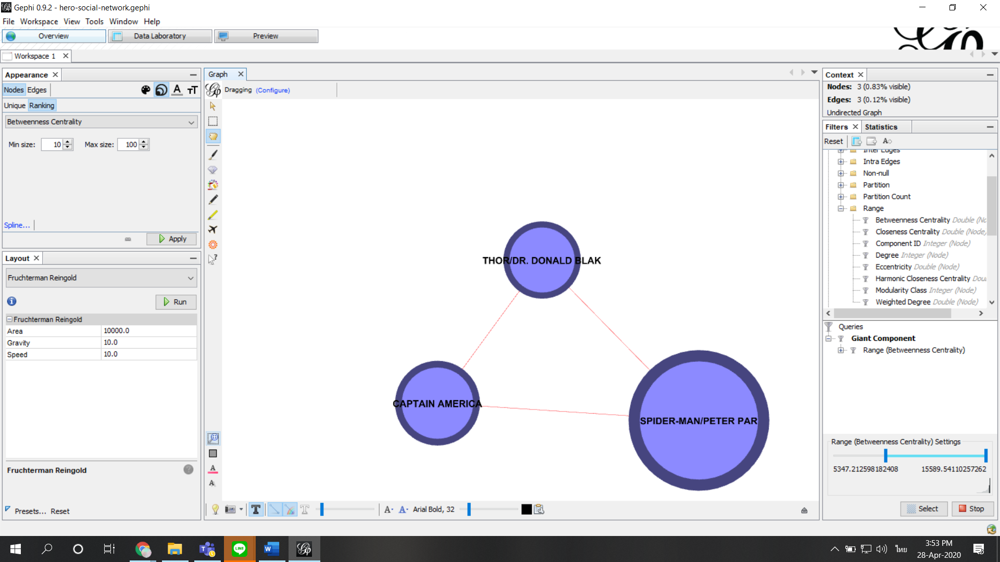 Gephi 0.9.2 - hero-social-network.gephi
File Workspace View Tools Window Help
Overview Data Laboratory Preview
Workspace 1
Appearance
Nodes Edges
Unique Ranking
Betweenness Centrality
Min size: 10 Max size: 100
Spline...
Apply
Layout
Fruchterman Reingold
Run
Fruchterman Reingold
Area 10000.0
Gravity 10.0
Speed 10.0
Fruchterman Reingold
Presets... Reset
Graph
Dragging (Configure)
THOR/DR. DONALD BLAK
CAPTAIN AMERICA
SPIDER-MAN/PETER PAR
Arial Bold, 32
Context
Nodes: 3 (0.83% visible)
Edges: 3 (0.12% visible)
Undirected Graph
Filters Statistics
Reset
Inter Edges
Intra Edges
Non-null
Partition
Partition Count
Range
Betweenness Centrality Double (No
Closeness Centrality Double (Node)
Component ID Integer (Node)
Degree Integer (Node)
Eccentricity Double (Node)
Harmonic Closeness Centrality Dou
Modularity Class Integer (Node)
Weighted Degree Double (Node)
Queries
Giant Component
Range (Betweenness Centrality)
Range (Betweenness Centrality) Settings
5347.212598182408 15589.54110257262
Select Stop
ไทย
3:53 PM
28-Apr-2020